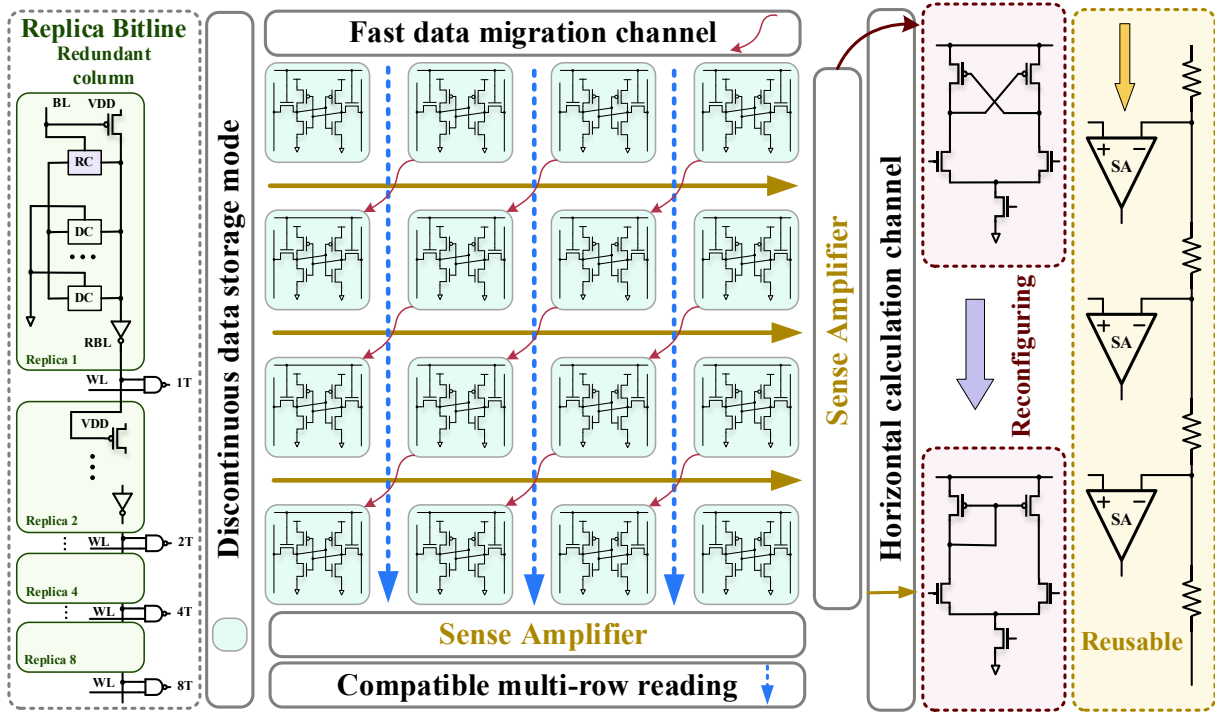 Replica Bitline
Redundant
column
BL
VDD
RC
DC
•••
DC
RBL
Replica 1
WL
1T
VDD
Replica 2
WL
2T
Replica 4
WL
4T
Replica 8
WL
8T
Discontinuous data storage mode
Fast data migration channel
Sense Amplifier
Compatible multi-row reading
Sense Amplifier
Horizontal calculation channel
Reconfiguring
+ −
SA
+ −
SA
+ −
SA
Reusable